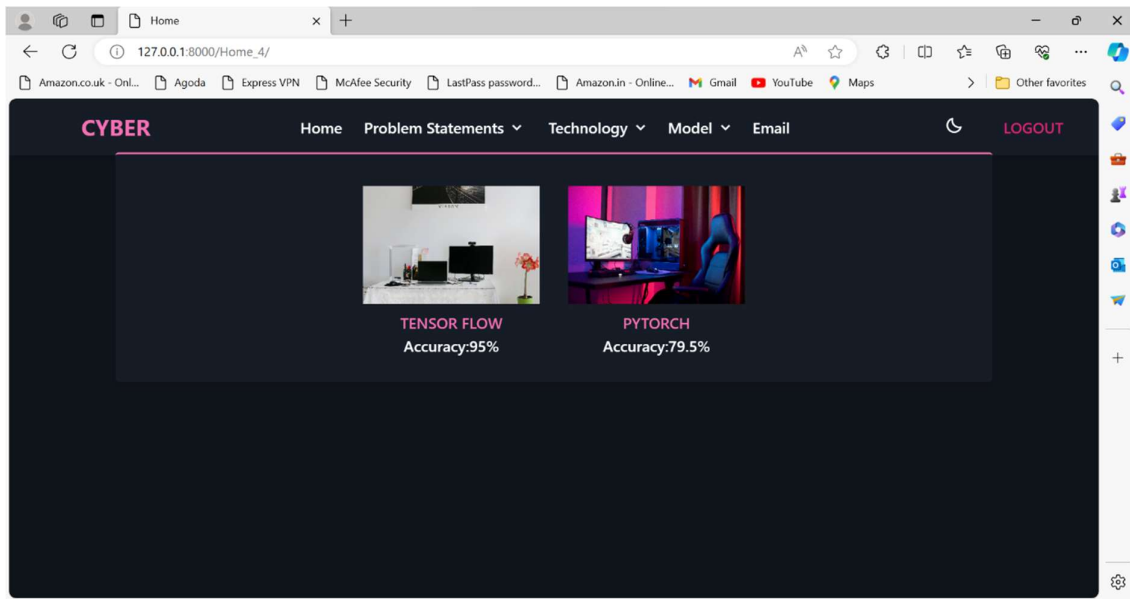 Home
127.0.0.1:8000/Home_4/
Amazon.co.uk - Onl... Agoda Express VPN McAfee Security LastPass password... Amazon.in - Online... Gmail YouTube Maps Other favorites
CYBER Home Problem Statements Technology Model Email LOGOUT
TENSOR FLOW PYTORCH
Accuracy:95% Accuracy:79.5%